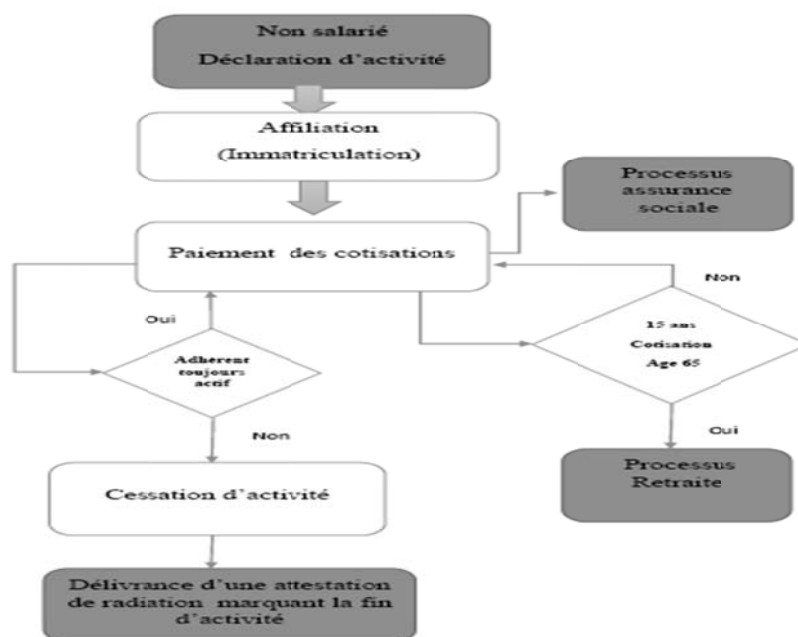 Non salarié
Déclaration d'activité
Affiliation
(Immatriculation)
Processus
assurance
sociale
Paiement des cotisations
Non
Oui
15 ans
Cotisation
Age 65
Adhèrent
toujours
actif
Non
Oui
Processus
Retraite
Cessation d'activité
Délivrance d'une attestation
de radiation marquant la fin
d'activité